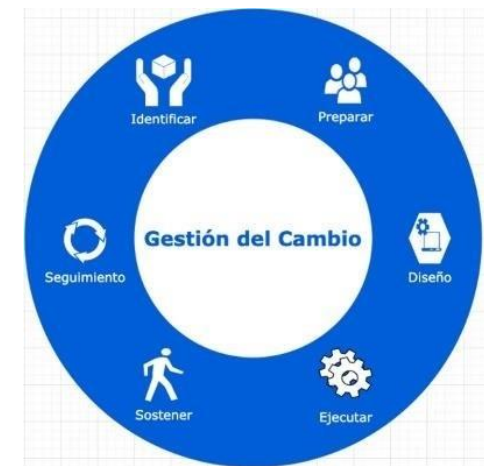 Identificar
Preparar
Gestión del Cambio
Seguimiento
Diseño
Sostener
Ejecutar